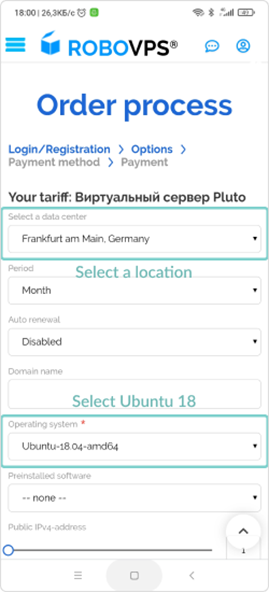 18:00 | 26,3КБ/с
ROBOVPS®
Order process
Login/Registration > Options >
Payment method > Payment
Your tariff: Виртуальный сервер Pluto
Select a data center
Frankfurt am Main, Germany
Period
Select a location
Month
Auto renewal
Disabled
Domain name
Select Ubuntu 18
Operating system *
Ubuntu-18.04-amd64
Preinstalled software
-- none --
Public IPv4-address
1